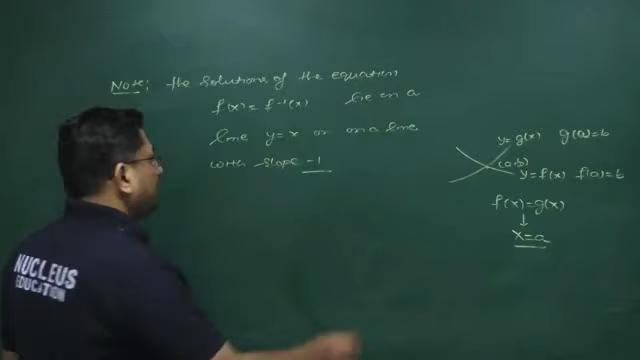 Note: the solutions of the equation
f(x) = f⁻¹(x) lie on a
line y=x or on a line
with slope -1
y=g(x) g(a)=b
(a,b)
y=f(x) f(a)=b
f(x)=g(x)
↓
x=a
NUCLEUS
EDUCATION